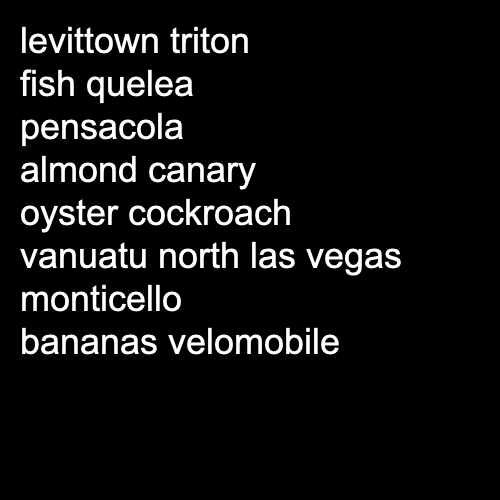 levittown triton
fish quelea
pensacola
almond canary
oyster cockroach
vanuatu north las vegas
monticello
bananas velomobile